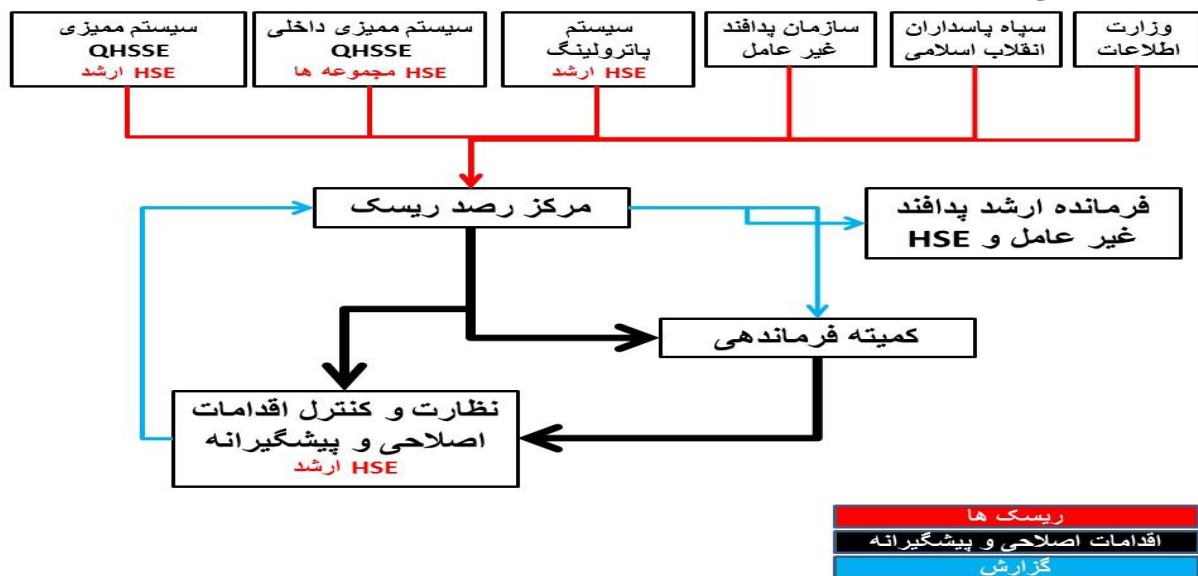 وزارت
اطلاعات
سپاه پاسداران
انقلاب اسلامی
سازمان پدافند
غیر عامل
سیستم
پاترولینگ
HSE ارشد
سیستم ممیزی داخلی
QHSSE
HSE مجموعه ها
سیستم ممیزی
QHSSE
HSE ارشد
مرکز رصد ریسک
فرمانده ارشد پدافند
غیر عامل و HSE
کمیته فرماندهی
نظارت و کنترل اقدامات
اصلاحی و پیشگیرانه
HSE ارشد
ریسک ها
اقدامات اصلاحی و پیشگیرانه
گزارش